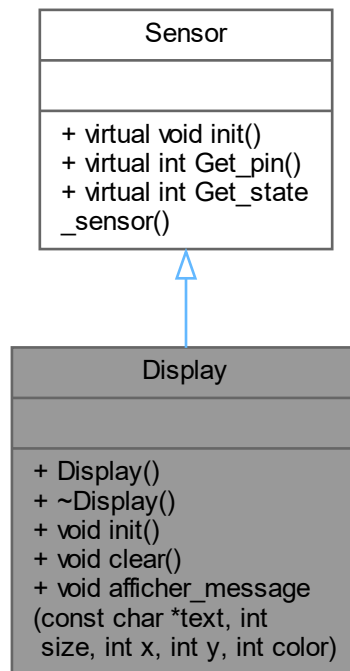 Sensor
+ virtual void init()
+ virtual int Get_pin()
+ virtual int Get_state
_sensor()
Display
+ Display()
+ ~Display()
+ void init()
+ void clear()
+ void afficher_message
(const char *text, int
size, int x, int y, int color)